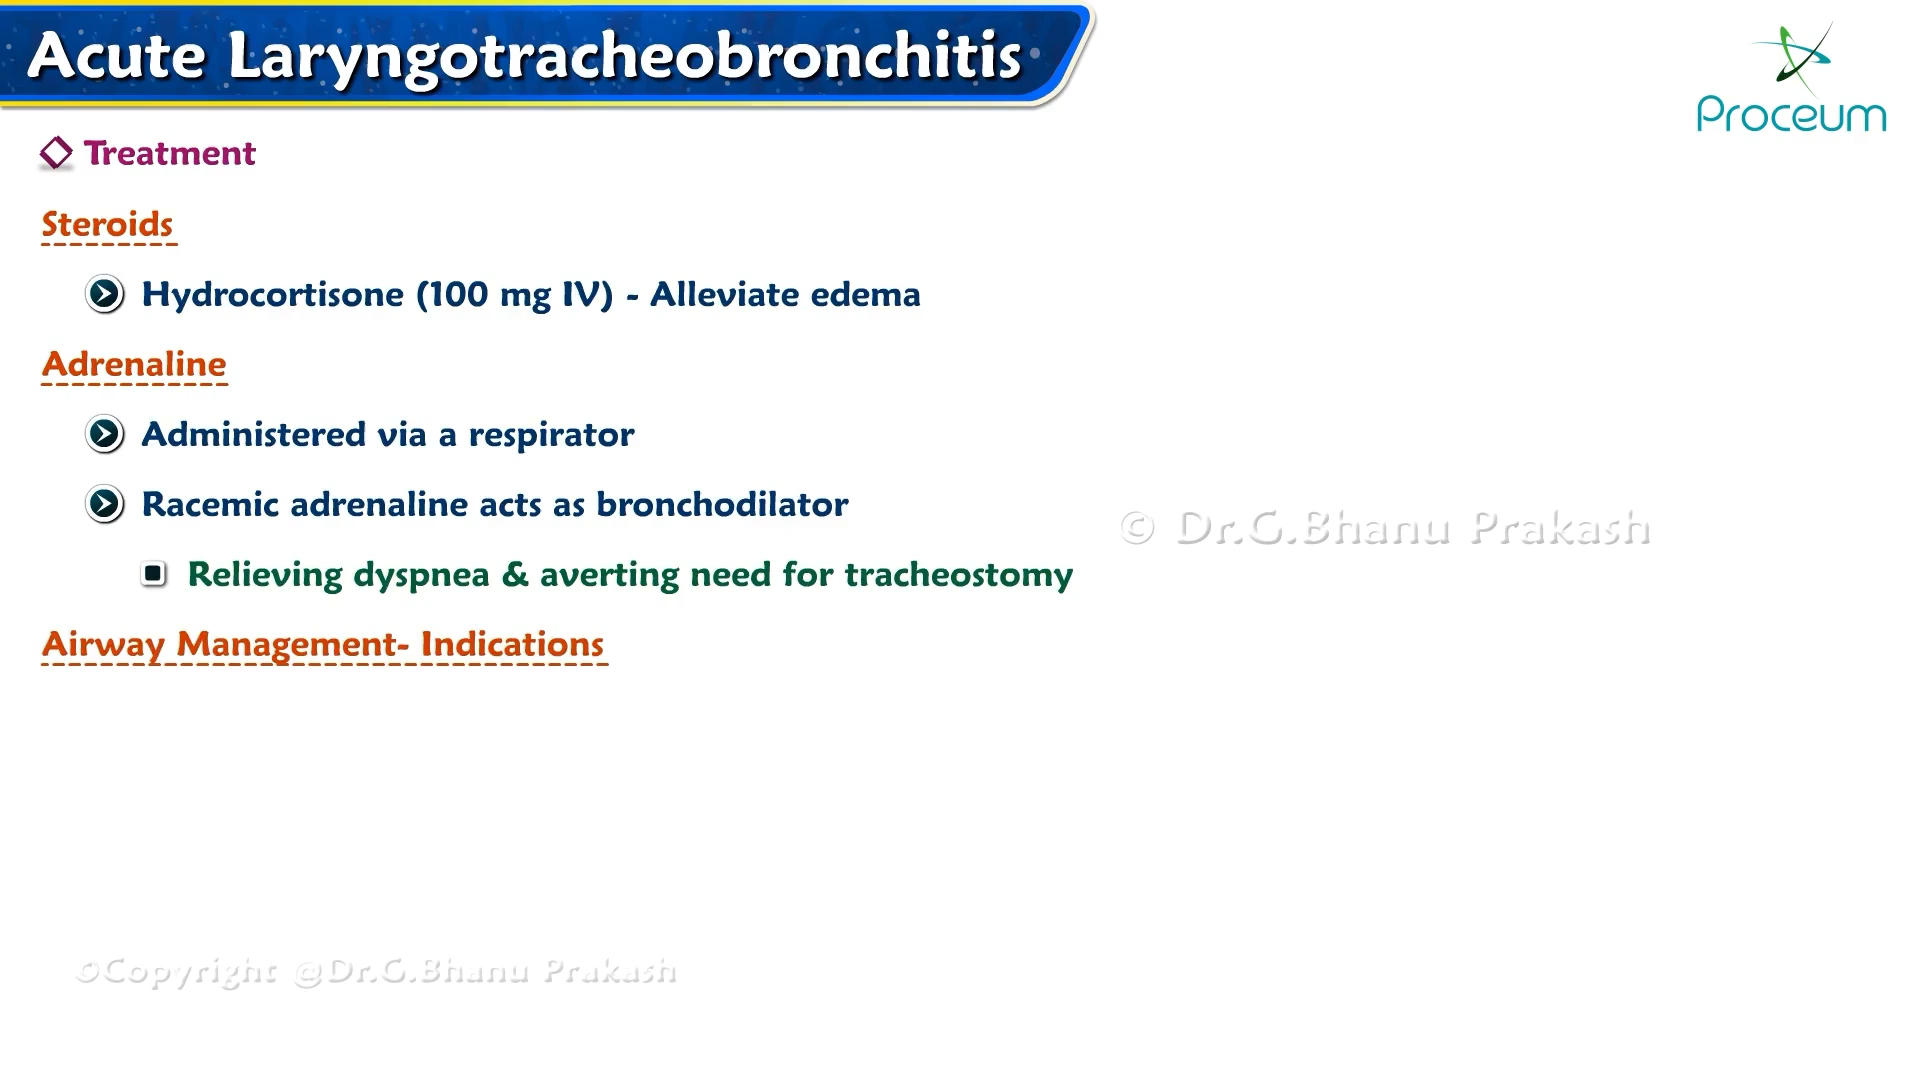 Acute Laryngotracheobronchitis
Proceum
Treatment
Steroids
Hydrocortisone (100 mg IV) - Alleviate edema
Adrenaline
Administered via a respirator
Racemic adrenaline acts as bronchodilator
© Dr.G.Bhanu Prakash
Relieving dyspnea & averting need for tracheostomy
Airway Management- Indications
©Copyright @Dr.G.Bhanu Prakash